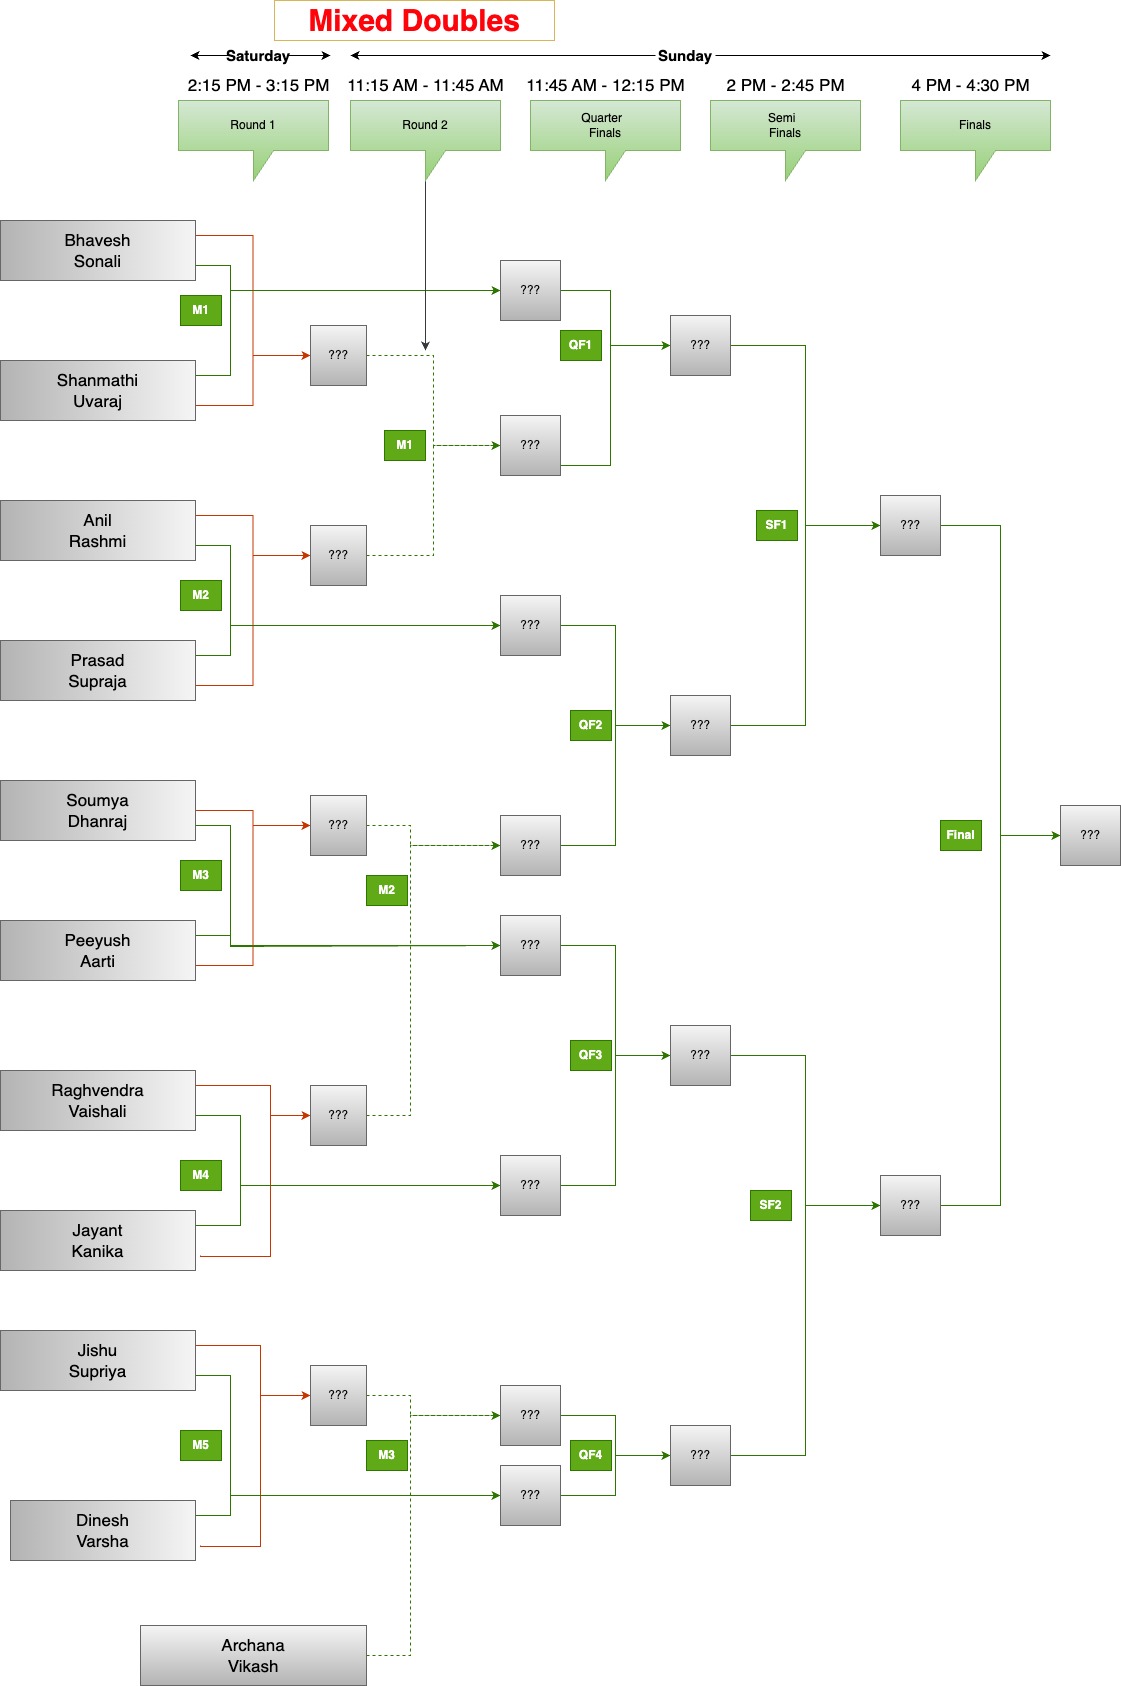 Mixed Doubles
Saturday
Sunday
2:15 PM - 3:15 PM
11:15 AM - 11:45 AM
11:45 AM - 12:15 PM
2 PM - 2:45 PM
4 PM - 4:30 PM
Round 1
Round 2
Quarter
Finals
Semi
Finals
Finals
Bhavesh
Sonali
???
M1
???
QF1
???
???
Shanmathi
Uvaraj
M1
???
Anil
Rashmi
SF1
???
???
M2
???
Prasad
Supraja
QF2
???
Soumya
Dhanraj
???
Final
???
???
M3
M2
Peeyush
Aarti
???
QF3
???
Raghvendra
Vaishali
???
M4
???
SF2
???
Jayant
Kanika
Jishu
Supriya
???
???
M5
M3
QF4
???
???
Dinesh
Varsha
Archana
Vikash